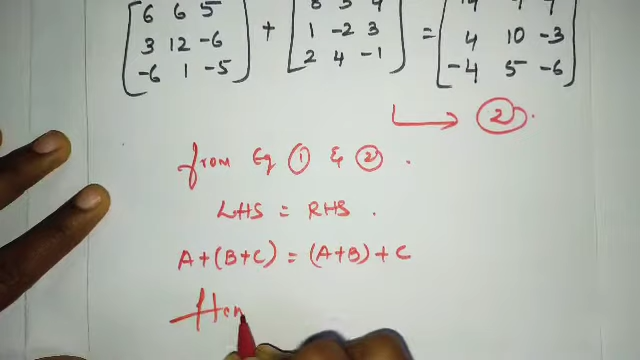 6 6 5
3 12 -6 + 1 -2 3 = 4 10 -3
-6 1 -5 2 4 -1 -4 5 -6
②.
from Eq ① & ②.
LHS = RHS.
A+(B+C) = (A+B)+C
Hen